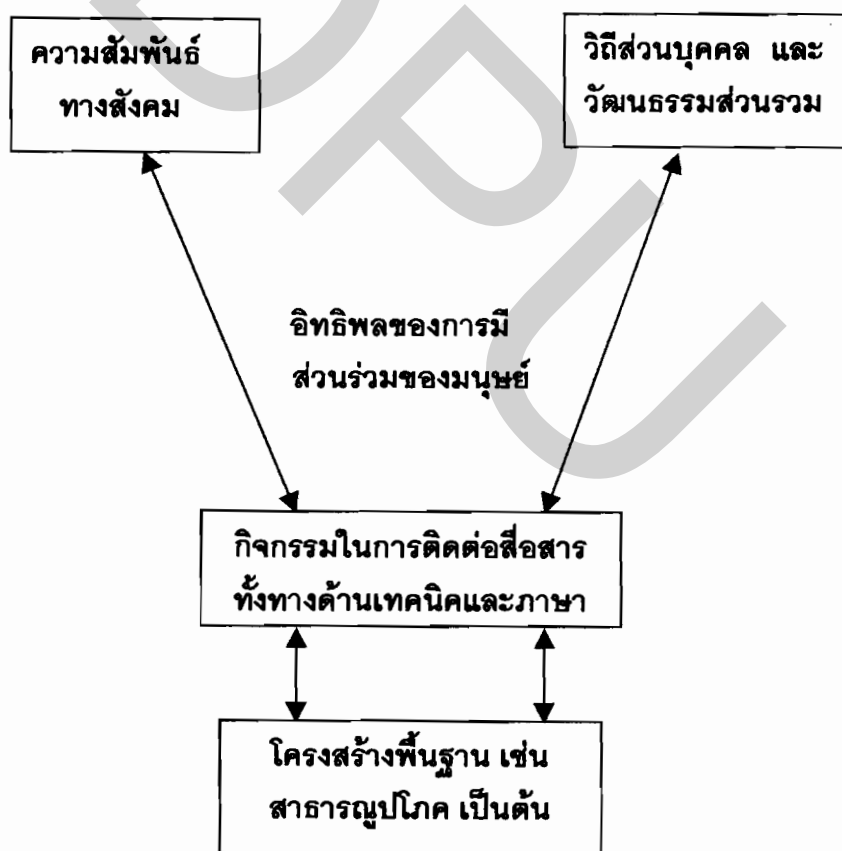 ความสัมพันธ์
ทางสังคม
วิถีส่วนบุคคล และ
วัฒนธรรมส่วนรวม
อิทธิพลของการมี
ส่วนร่วมของมนุษย์
กิจกรรมในการติดต่อสื่อสาร
ทั้งทางด้านเทคนิคและภาษา
โครงสร้างพื้นฐาน เช่น
สาธารณูปโภค เป็นต้น
DPU